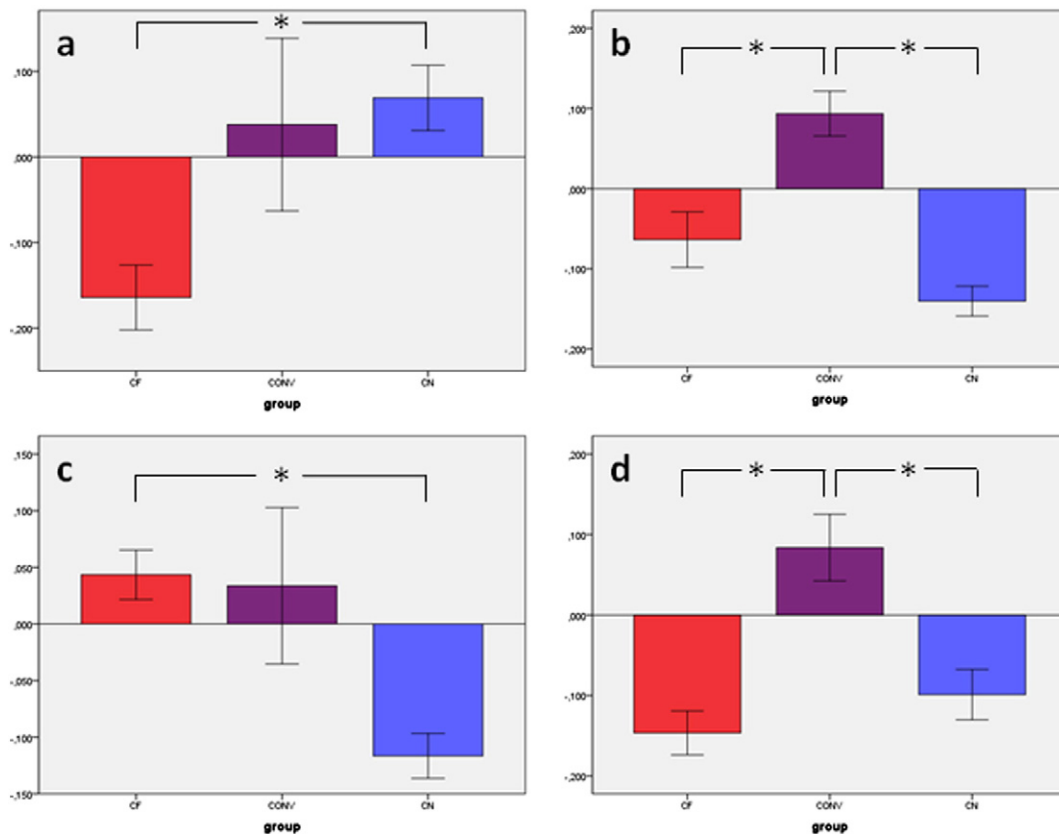 a
*
,100
,000
-,100
-,200
CF CONV CN
group
b
* *
,200
,100
,000
-,100
-,200
CF CONV CN
group
c
*
,150
,100
,050
,000
-,050
-,100
-,150
CF CONV CN
group
d
* *
,200
,100
,000
-,100
-,200
CF CONV CN
group